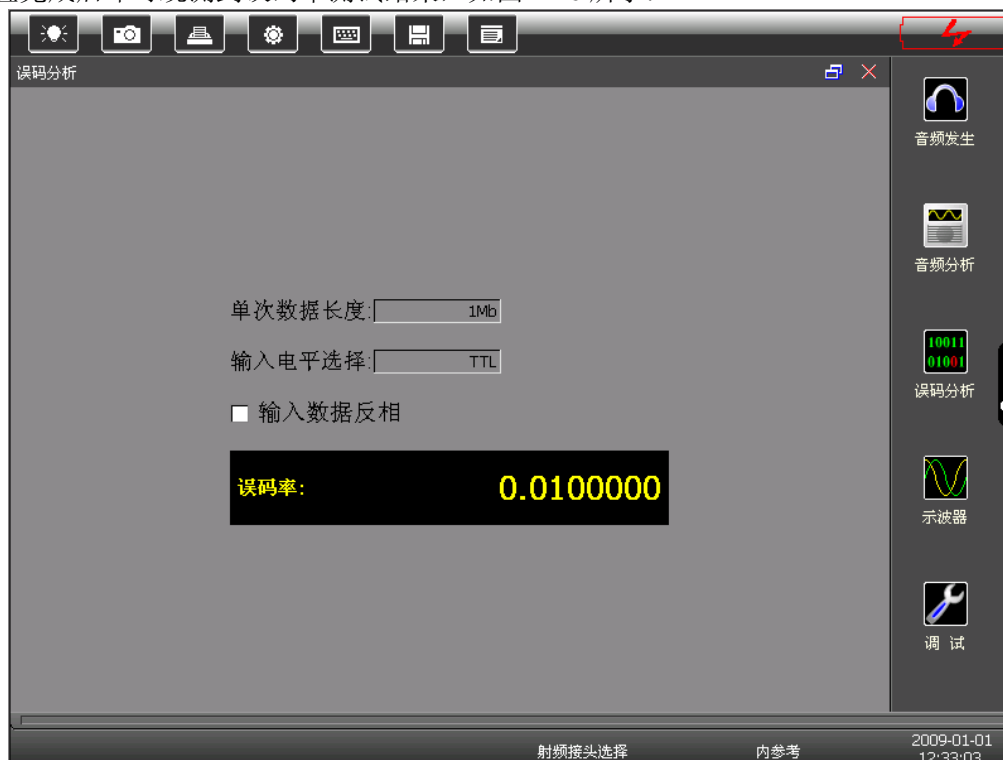 误码分析
音频发生
音频分析
单次数据长度: 1Mb
10011
01001
输入电平选择: TTL
误码分析
输入数据反相
误码率: 0.0100000
示波器
调 试
射频接头选择 内参考 2009-01-01
12:33:03